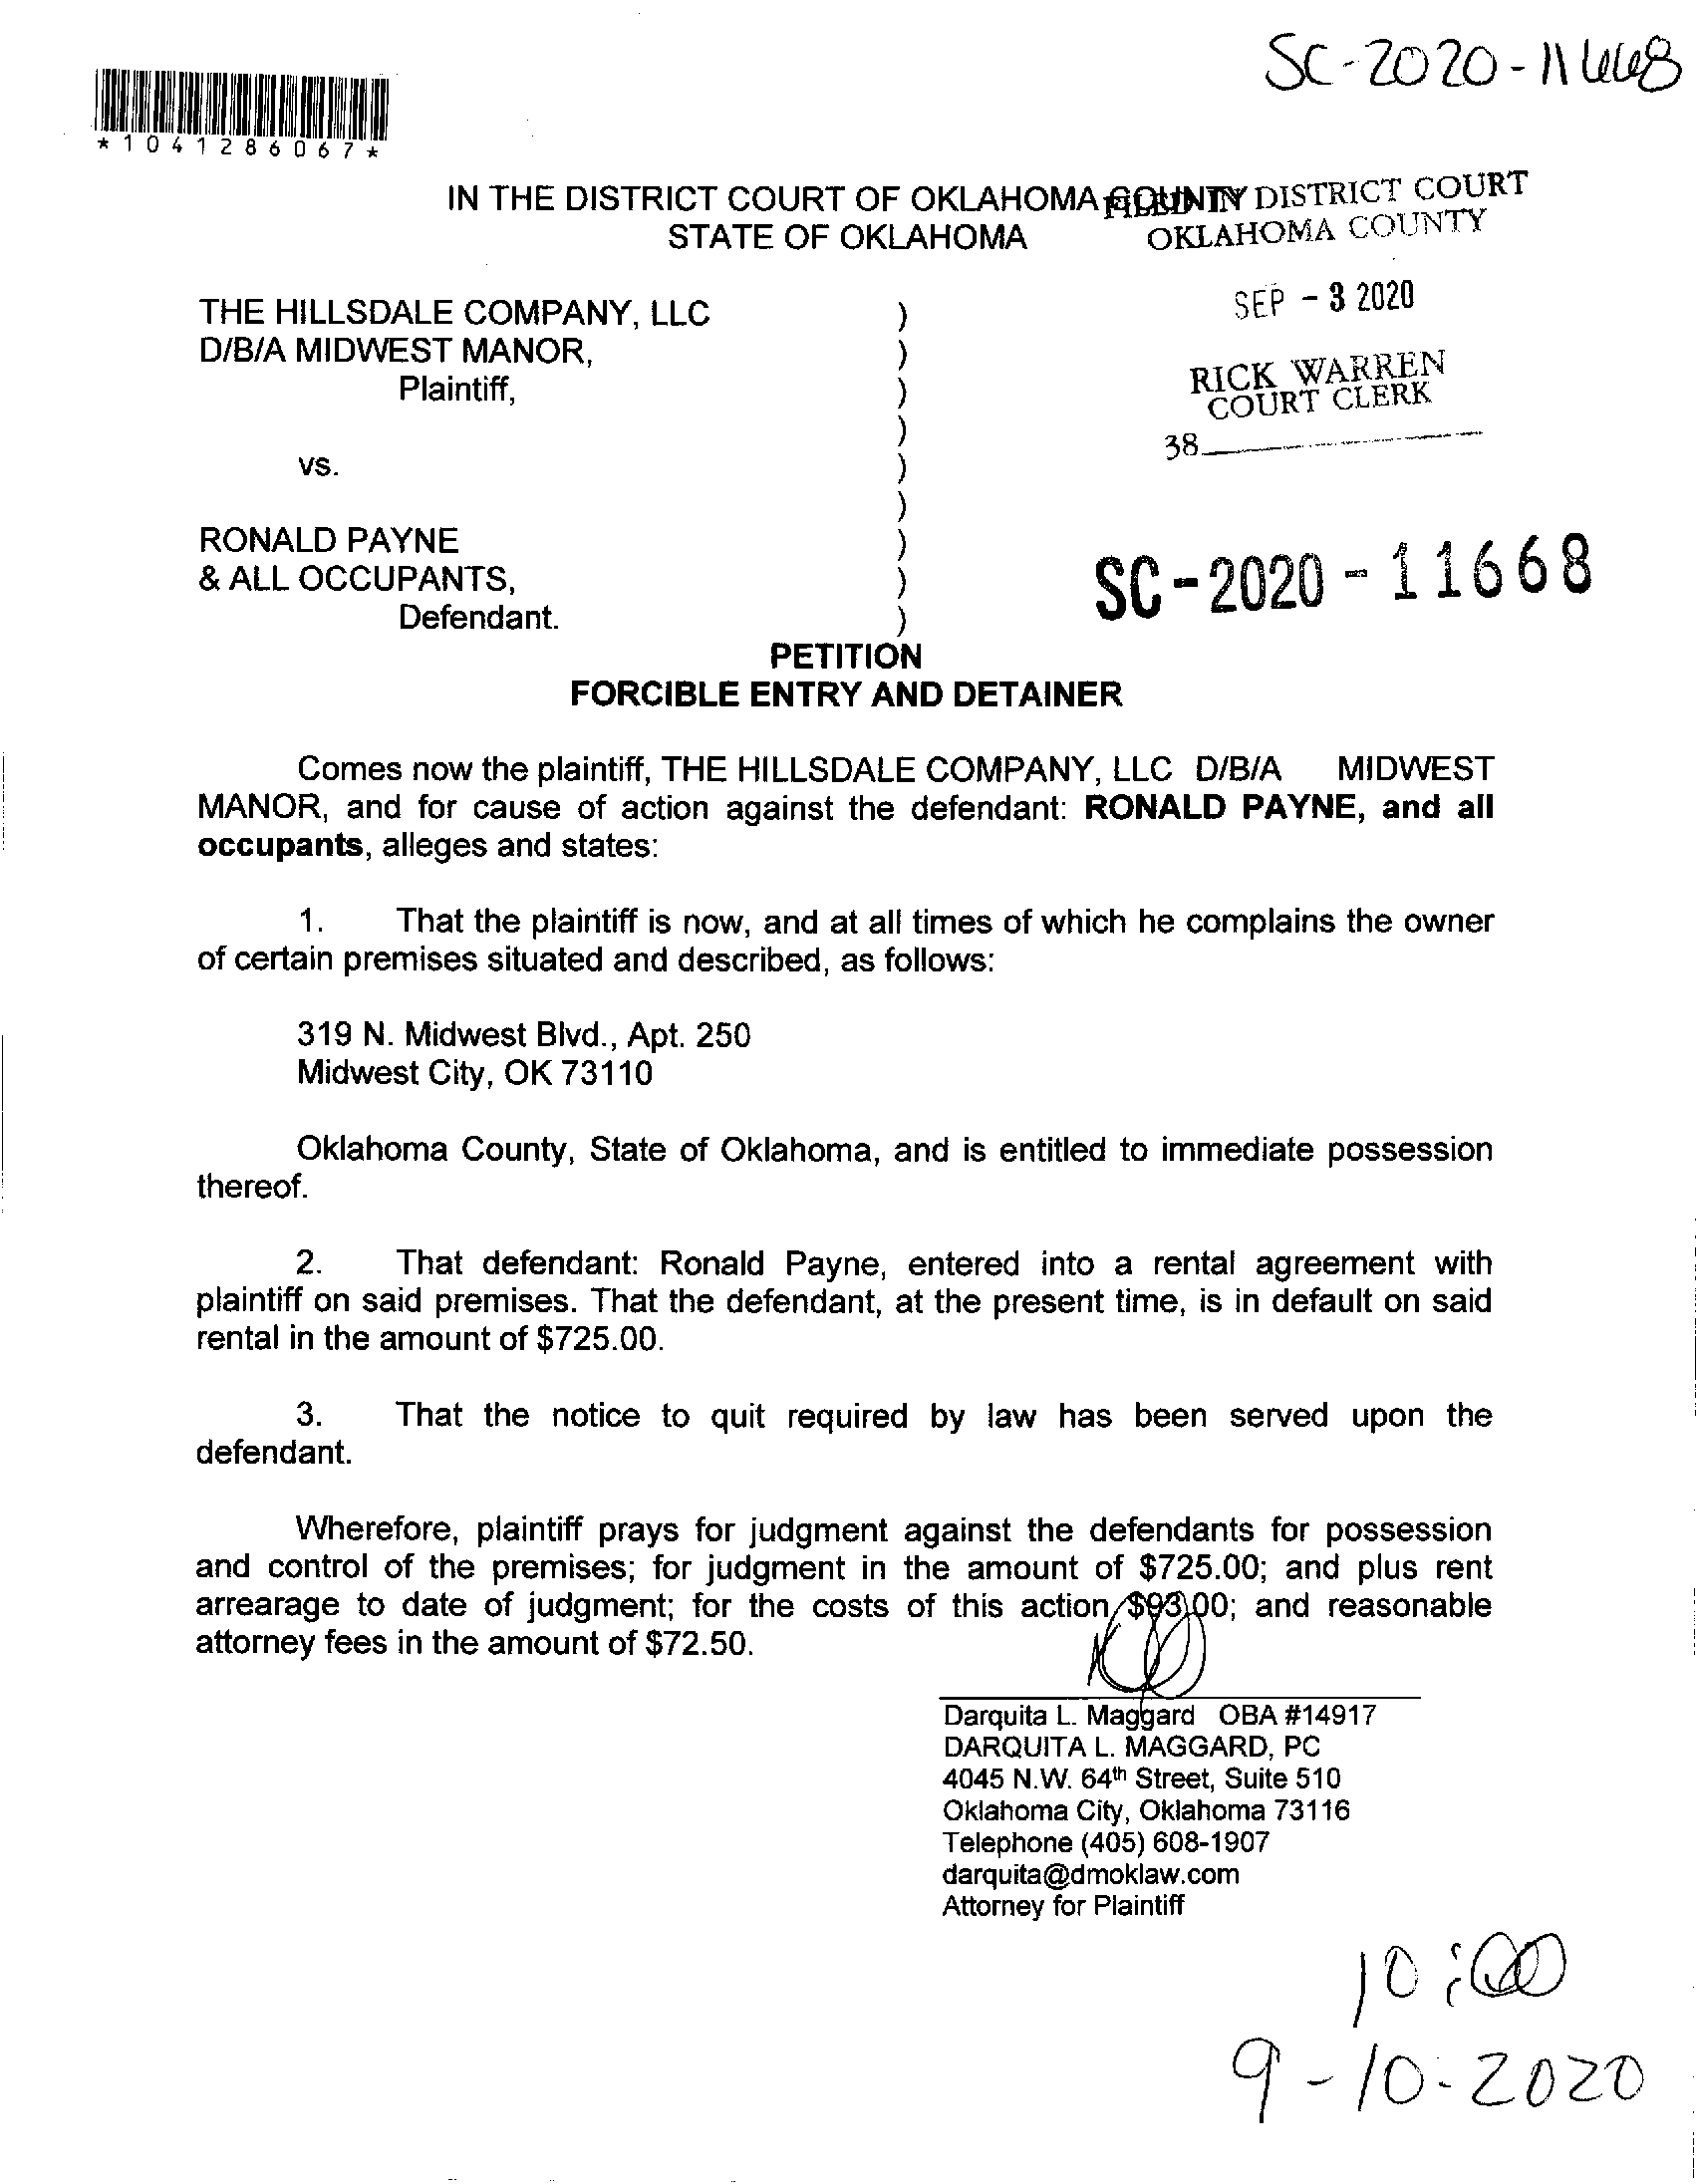 SC-2020-11668
*1041286067*
IN THE DISTRICT COURT OF OKLAHOMA COUNTY
FILED IN DISTRICT COURT
STATE OF OKLAHOMA
OKLAHOMA COUNTY
SEP - 3 2020
RICK WARREN
COURT CLERK
38
THE HILLSDALE COMPANY, LLC )
D/B/A MIDWEST MANOR, )
Plaintiff, )
)
vs. )
)
RONALD PAYNE )
& ALL OCCUPANTS, )
Defendant. )
SC-2020-11668
PETITION
FORCIBLE ENTRY AND DETAINER
Comes now the plaintiff, THE HILLSDALE COMPANY, LLC D/B/A MIDWEST
MANOR, and for cause of action against the defendant: RONALD PAYNE, and all
occupants, alleges and states:
1. That the plaintiff is now, and at all times of which he complains the owner
of certain premises situated and described, as follows:
319 N. Midwest Blvd., Apt. 250
Midwest City, OK 73110
Oklahoma County, State of Oklahoma, and is entitled to immediate possession
thereof.
2. That defendant: Ronald Payne, entered into a rental agreement with
plaintiff on said premises. That the defendant, at the present time, is in default on said
rental in the amount of $725.00.
3. That the notice to quit required by law has been served upon the
defendant.
Wherefore, plaintiff prays for judgment against the defendants for possession
and control of the premises; for judgment in the amount of $725.00; and plus rent
arrearage to date of judgment; for the costs of this action $93.00; and reasonable
attorney fees in the amount of $72.50.
Darquita L. Maggard OBA #14917
DARQUITA L. MAGGARD, PC
4045 N.W. 64th Street, Suite 510
Oklahoma City, Oklahoma 73116
Telephone (405) 608-1907
darquita@dmoklaw.com
Attorney for Plaintiff
10:00
9-10-2020